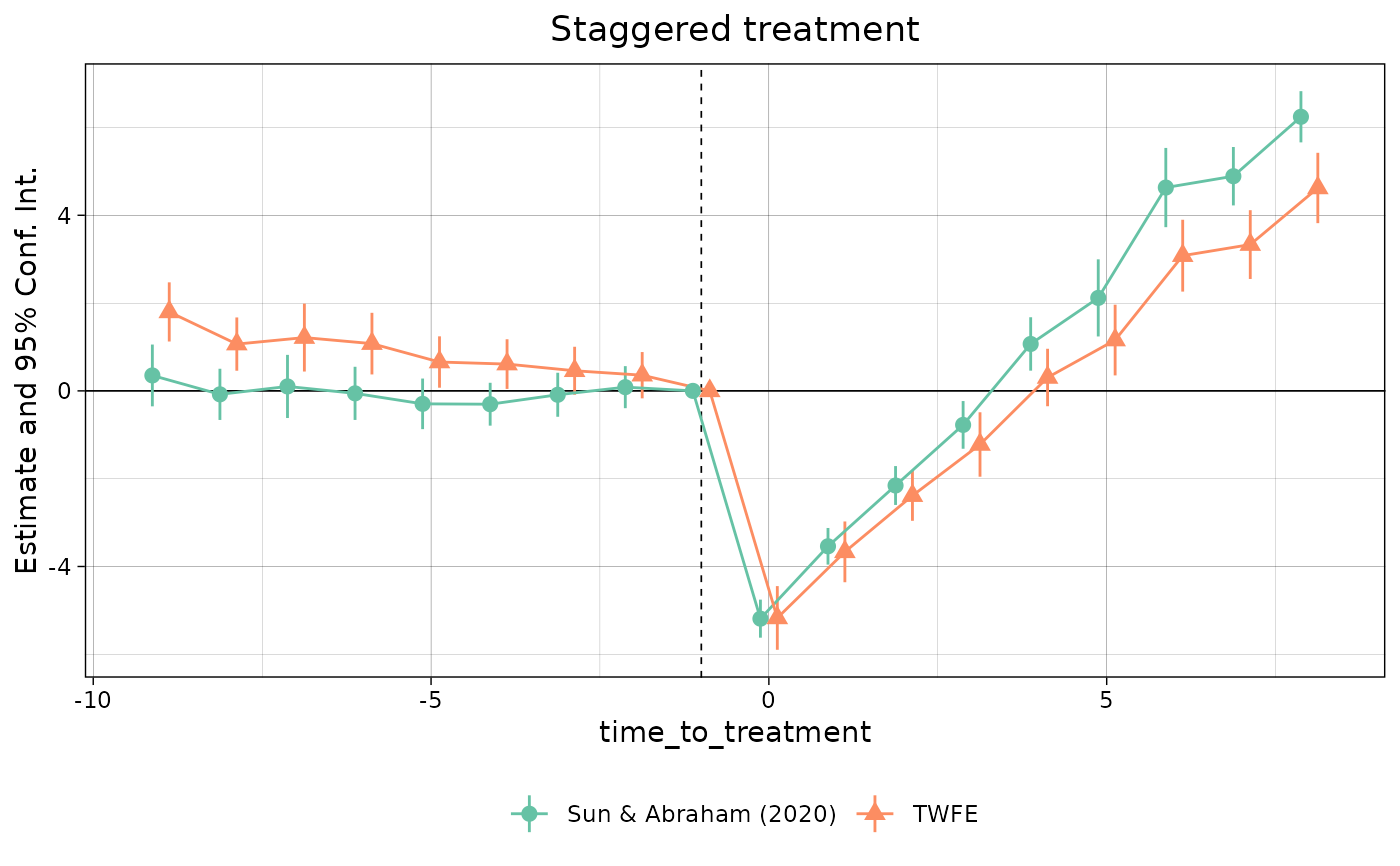 Staggered treatment
Estimate and 95% Conf. Int.
4
0
-4
-10
-5
0
5
time_to_treatment
Sun & Abraham (2020)
TWFE